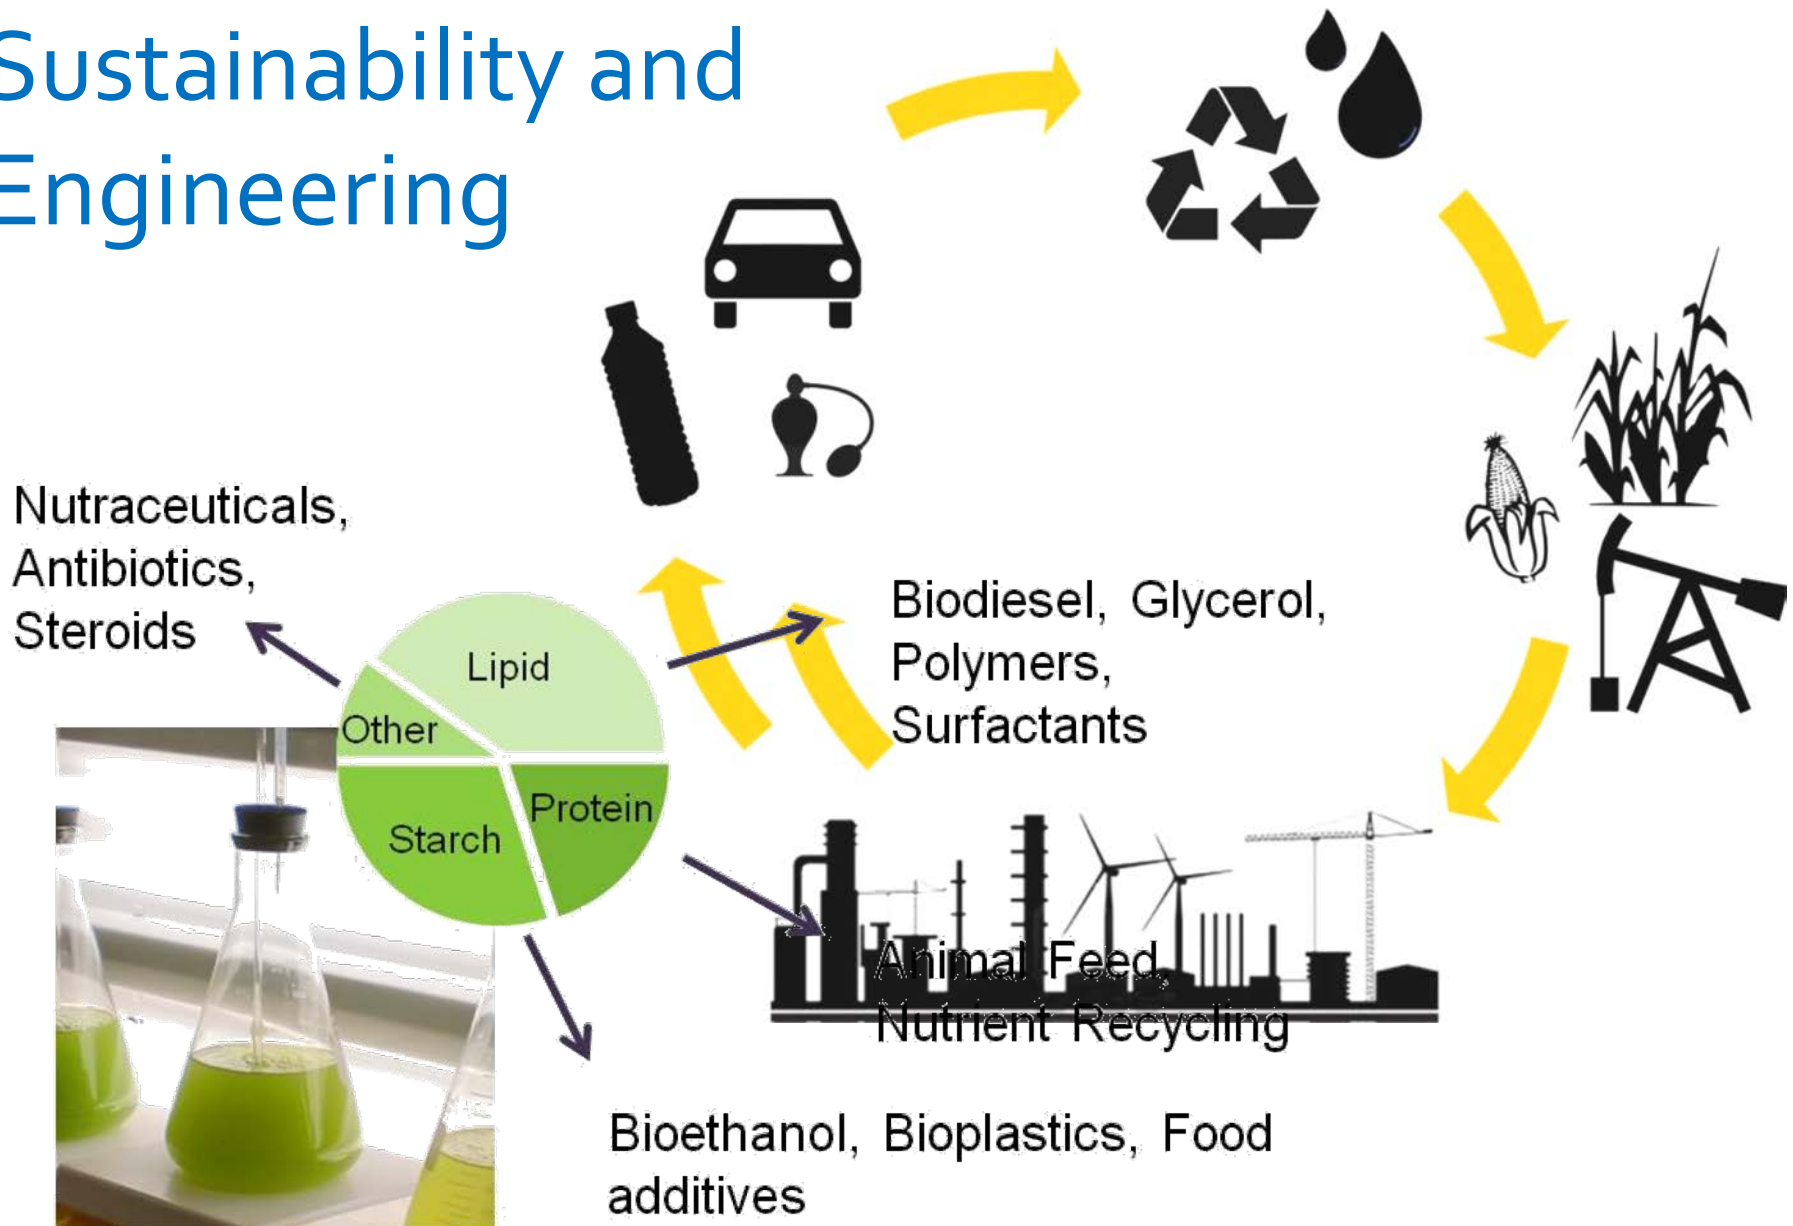 Sustainability and
Engineering
Nutraceuticals,
Antibiotics,
Steroids
Lipid
Other
Starch
Protein
Biodiesel, Glycerol,
Polymers,
Surfactants
Animal Feed,
Nutrient Recycling
Bioethanol, Bioplastics, Food
additives